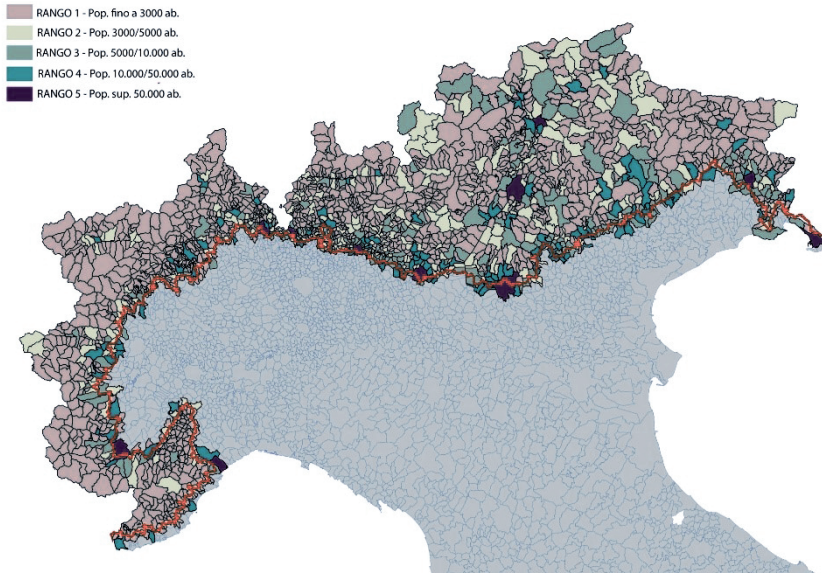 RANGO 1 - Pop. fino a 3000 ab.
RANGO 2 - Pop. 3000/5000 ab.
RANGO 3 - Pop. 5000/10.000 ab.
RANGO 4 - Pop. 10.000/50.000 ab.
RANGO 5 - Pop. sup. 50.000 ab.